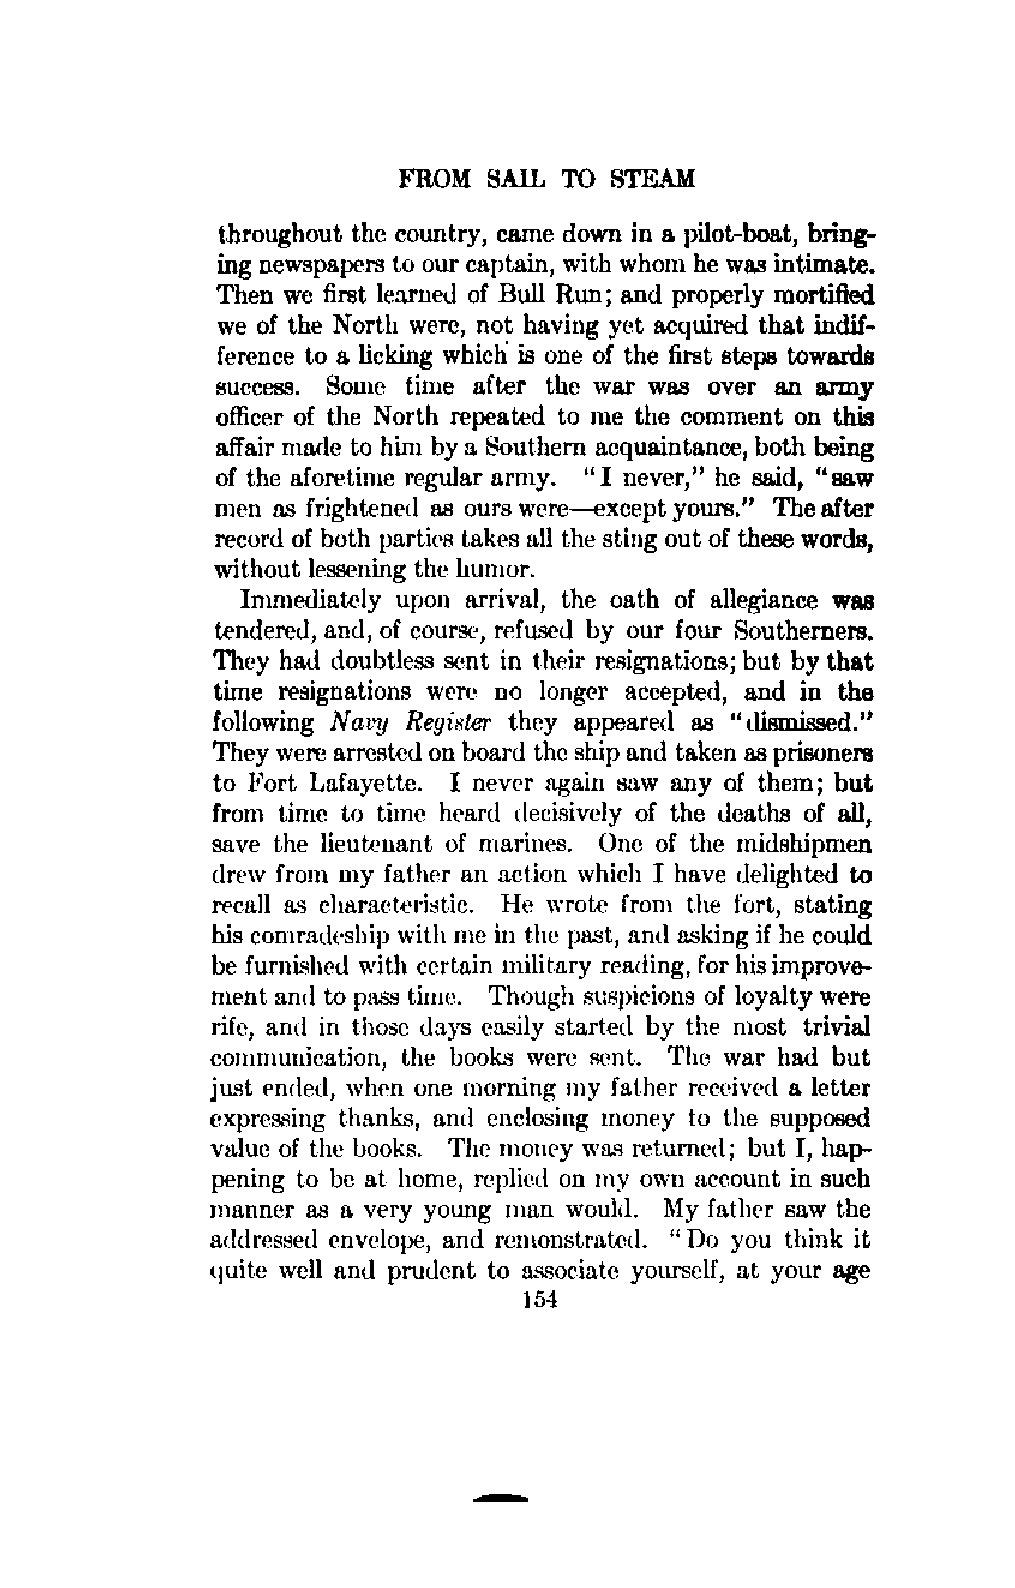 FROM SAIL TO STEAM
throughout the country, came down in a pilot-boat, bring-
ing newspapers to our captain, with whom he was intimate.
Then we first learned of Bull Run; and properly mortified
we of the North were, not having yet acquired that indif-
ference to a licking which is one of the first steps towards
success. Some time after the war was over an army
officer of the North repeated to me the comment on this
affair made to him by a Southern acquaintance, both being
of the aforetime regular army. "I never," he said, "saw
men as frightened as ours were—except yours." The after
record of both parties takes all the sting out of these words,
without lessening the humor.
Immediately upon arrival, the oath of allegiance was
tendered, and, of course, refused by our four Southerners.
They had doubtless sent in their resignations; but by that
time resignations were no longer accepted, and in the
following Navy Register they appeared as "dismissed."
They were arrested on board the ship and taken as prisoners
to Fort Lafayette. I never again saw any of them; but
from time to time heard decisively of the deaths of all,
save the lieutenant of marines. One of the midshipmen
drew from my father an action which I have delighted to
recall as characteristic. He wrote from the fort, stating
his comradeship with me in the past, and asking if he could
be furnished with certain military reading, for his improve-
ment and to pass time. Though suspicions of loyalty were
rife, and in those days easily started by the most trivial
communication, the books were sent. The war had but
just ended, when one morning my father received a letter
expressing thanks, and enclosing money to the supposed
value of the books. The money was returned; but I, hap-
pening to be at home, replied on my own account in such
manner as a very young man would. My father saw the
addressed envelope, and remonstrated. "Do you think it
quite well and prudent to associate yourself, at your age
154